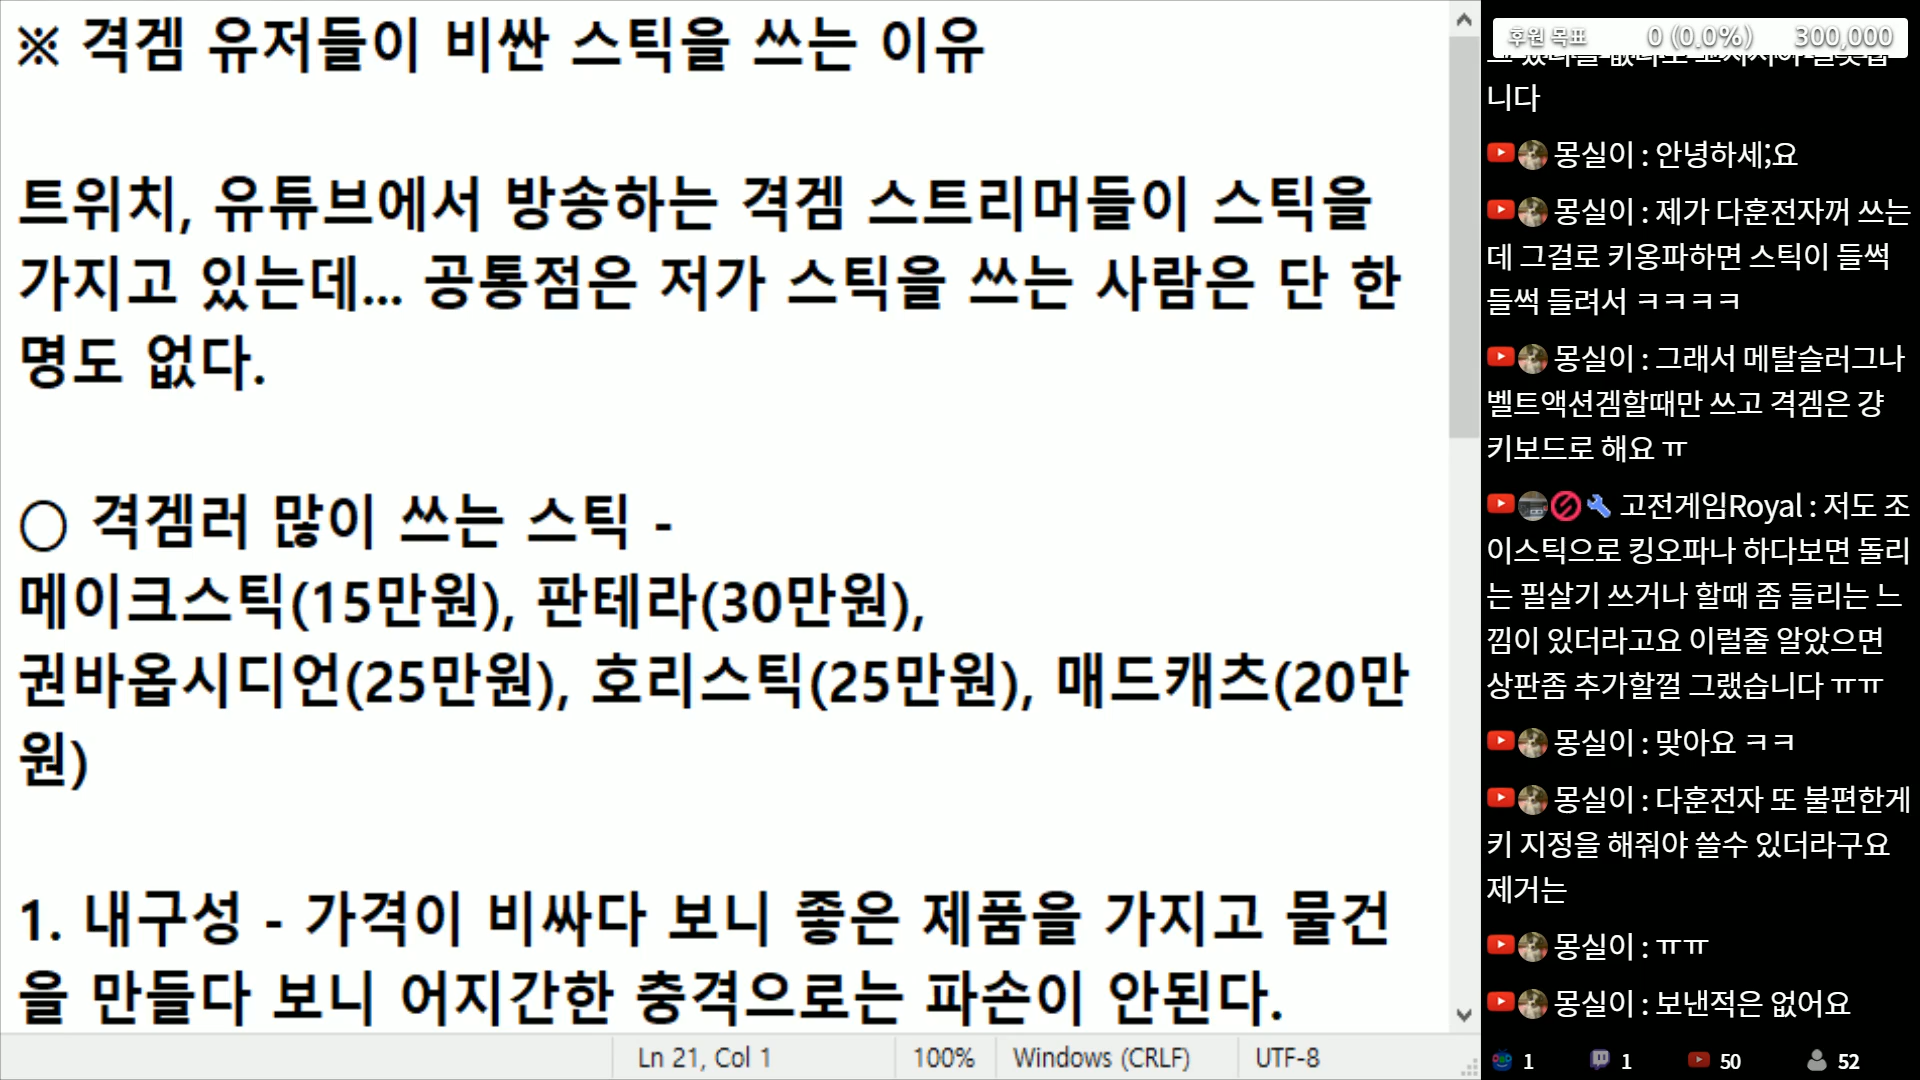 ※ 격겜 유저들이 비싼 스틱을 쓰는 이유
트위치, 유튜브에서 방송하는 격겜 스트리머들이 스틱을
가지고 있는데... 공통점은 저가 스틱을 쓰는 사람은 단 한
명도 없다.
○ 격겜러 많이 쓰는 스틱 -
메이크스틱(15만원), 판테라(30만원),
권바옵시디언(25만원), 호리스틱(25만원), 매드캐츠(20만
원)
1. 내구성 - 가격이 비싸다 보니 좋은 제품을 가지고 물건
을 만들다 보니 어지간한 충격으로는 파손이 안된다.
Ln 21, Col 1
100%
Windows (CRLF)
UTF-8
후원 목표 0 (0.0%) 300,000
니다
몽실이 : 안녕하세;요
몽실이 : 제가 다훈전자꺼 쓰는
데 그걸로 키옹파하면 스틱이 들썩
들썩 들려서 ㅋㅋㅋㅋ
몽실이 : 그래서 메탈슬러그나
벨트액션겜할때만 쓰고 격겜은 걍
키보드로 해요 ㅠ
고전게임Royal : 저도 조
이스틱으로 킹오파나 하다보면 돌리
는 필살기 쓰거나 할때 좀 들리는 느
낌이 있더라고요 이럴줄 알았으면
상판좀 추가할껄 그랬습니다 ㅠㅠ
몽실이 : 맞아요 ㅋㅋ
몽실이 : 다훈전자 또 불편한게
키 지정을 해줘야 쓸수 있더라구요
제거는
몽실이 : ㅠㅠ
몽실이 : 보낸적은 없어요
1 1 50 52